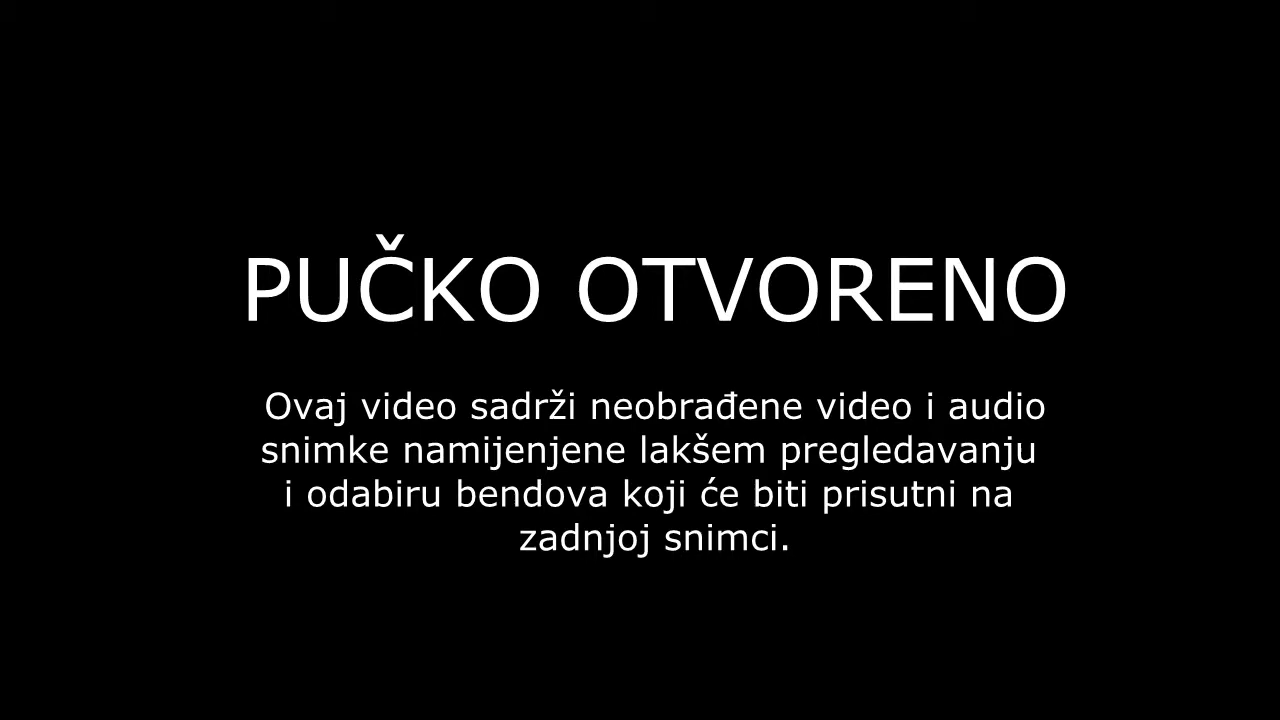 PUČKO OTVORENO
Ovaj video sadrži neobrađene video i audio
snimke namijenjene lakšem pregledavanju
i odabiru bendova koji će biti prisutni na
zadnjoj snimci.